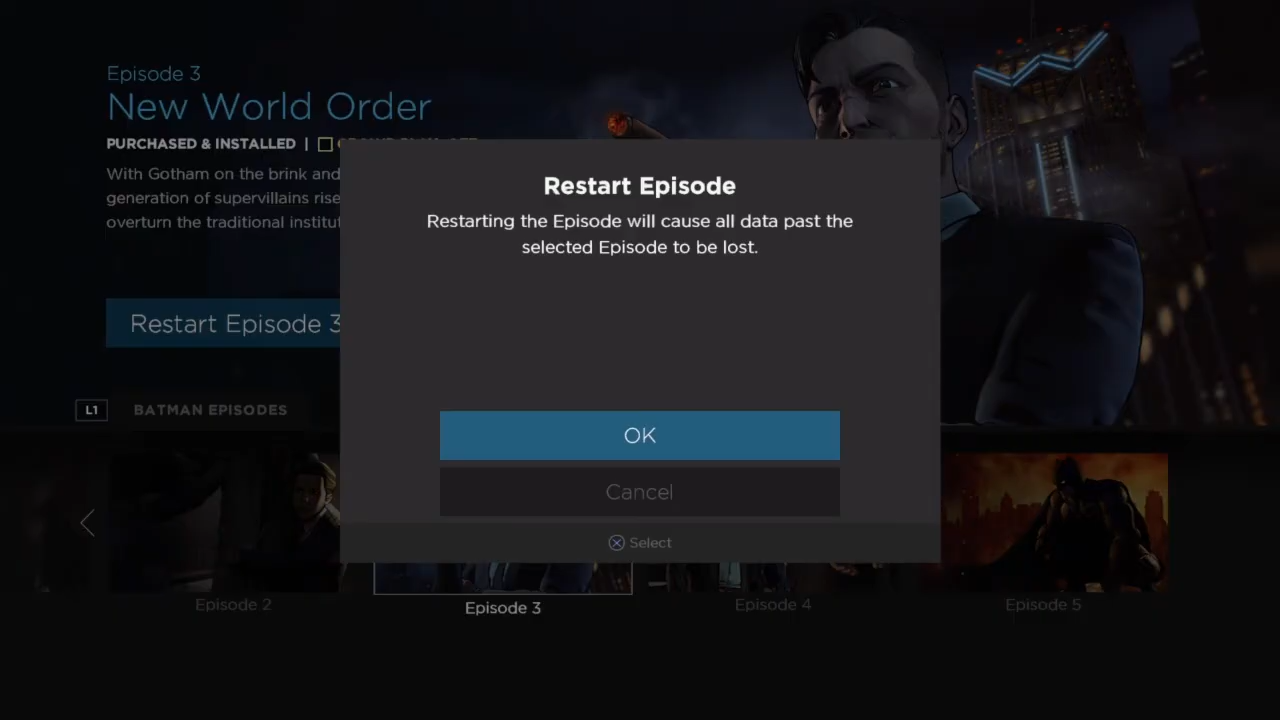 Episode 3
New World Order
PURCHASED & INSTALLED |
With Gotham on the brink and
generation of supervillains rise
overturn the traditional
Restart Episode
Restarting the Episode will cause all data past the
selected Episode to be lost.
Restart Episode 3
L1 BATMAN EPISODES
OK
Cancel
Select
Episode 2
Episode 3
Episode 4
Episode 5